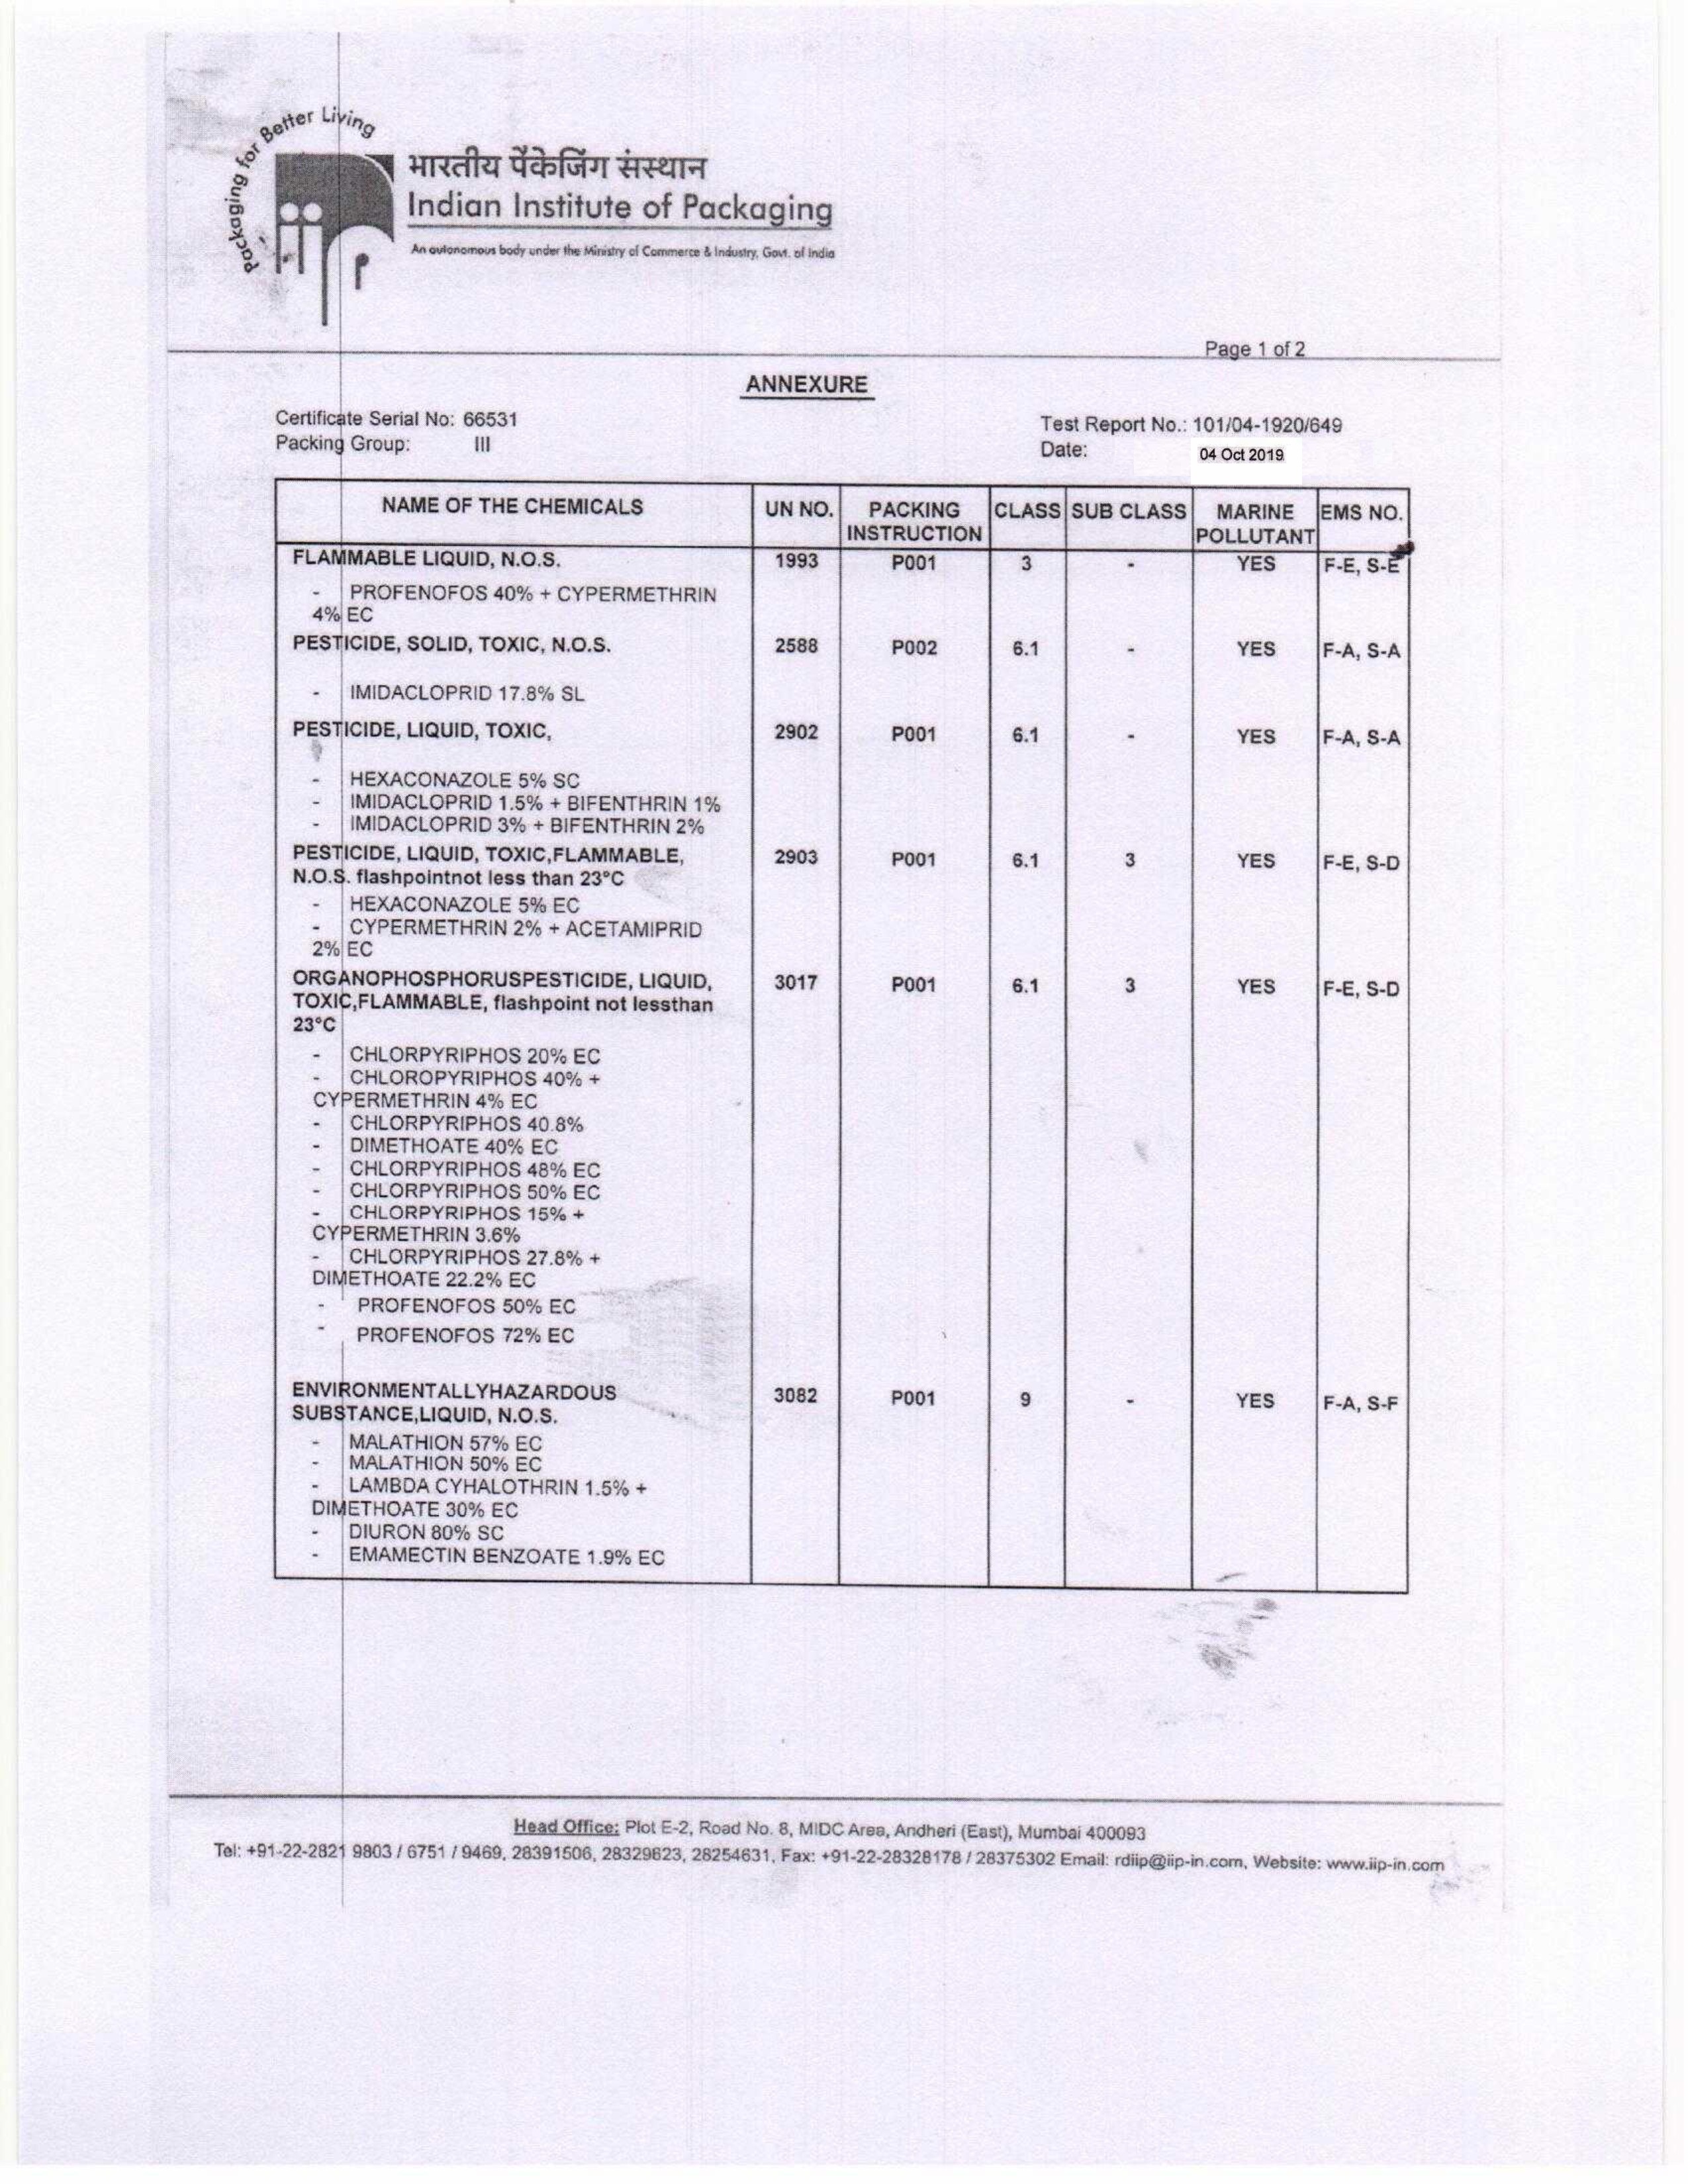 Packaging for Better Living
भारतीय पैकेजिंग संस्थान
Indian Institute of Packaging
An autonomous body under the Ministry of Commerce & Industry, Govt. of India
Page 1 of 2
ANNEXURE
Certificate Serial No: 66531
Test Report No.: 101/04-1920/649
Packing Group: III
Date: 04 Oct 2019
NAME OF THE CHEMICALS UN NO. PACKING INSTRUCTION CLASS SUB CLASS MARINE POLLUTANT EMS NO.
FLAMMABLE LIQUID, N.O.S. 1993 P001 3 - YES F-E, S-E
- PROFENOFOS 40% + CYPERMETHRIN
4% EC
PESTICIDE, SOLID, TOXIC, N.O.S. 2588 P002 6.1 - YES F-A, S-A
- IMIDACLOPRID 17.8% SL
PESTICIDE, LIQUID, TOXIC, 2902 P001 6.1 - YES F-A, S-A
- HEXACONAZOLE 5% SC
- IMIDACLOPRID 1.5% + BIFENTHRIN 1%
- IMIDACLOPRID 3% + BIFENTHRIN 2%
PESTICIDE, LIQUID, TOXIC,FLAMMABLE, 2903 P001 6.1 3 YES F-E, S-D
N.O.S. flashpointnot less than 23°C
- HEXACONAZOLE 5% EC
- CYPERMETHRIN 2% + ACETAMIPRID
2% EC
ORGANOPHOSPHORUSPESTICIDE, LIQUID, 3017 P001 6.1 3 YES F-E, S-D
TOXIC,FLAMMABLE, flashpoint not lessthan
23°C
- CHLORPYRIPHOS 20% EC
- CHLOROPYRIPHOS 40% +
CYPERMETHRIN 4% EC
- CHLORPYRIPHOS 40.8%
- DIMETHOATE 40% EC
- CHLORPYRIPHOS 48% EC
- CHLORPYRIPHOS 50% EC
- CHLORPYRIPHOS 15% +
CYPERMETHRIN 3.6%
- CHLORPYRIPHOS 27.8% +
DIMETHOATE 22.2% EC
- PROFENOFOS 50% EC
- PROFENOFOS 72% EC
ENVIRONMENTALLYHAZARDOUS 3082 P001 9 - YES F-A, S-F
SUBSTANCE,LIQUID, N.O.S.
- MALATHION 57% EC
- MALATHION 50% EC
- LAMBDA CYHALOTHRIN 1.5% +
DIMETHOATE 30% EC
- DIURON 80% SC
- EMAMECTIN BENZOATE 1.9% EC
Head Office: Plot E-2, Road No. 8, MIDC Area, Andheri (East), Mumbai 400093
Tel: +91-22-2821 9803 / 6751 / 9469, 28391506, 28329623, 28254631, Fax: +91-22-28328178 / 28375302 Email: rdiip@iip-in.com, Website: www.iip-in.com